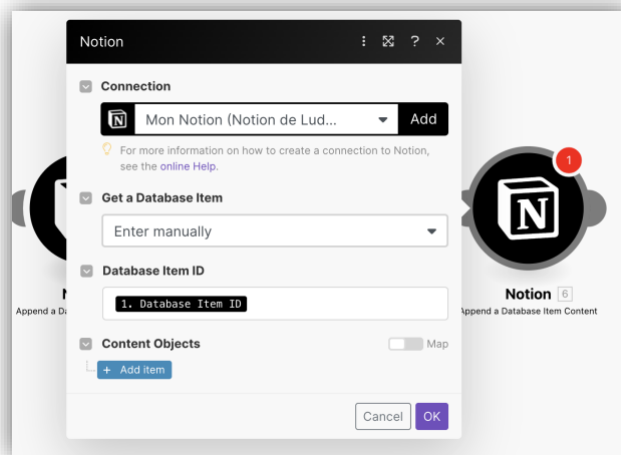 Notion
Connection
Mon Notion (Notion de Lud...
Add
For more information on how to create a connection to Notion,
see the online Help.
Get a Database Item
Enter manually
Database Item ID
1. Database Item ID
Content Objects
Map
+ Add item
Cancel
OK
N
Append a Da
1
N
Notion 6
Append a Database Item Content